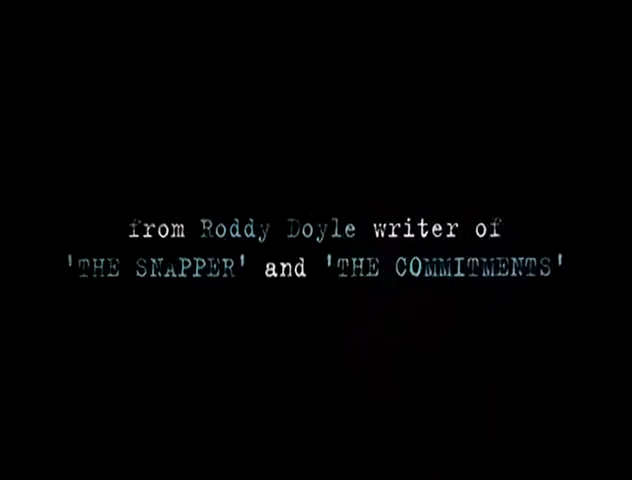 from Roddy Doyle writer of
'THE SNAPPER' and 'THE COMMITMENTS'